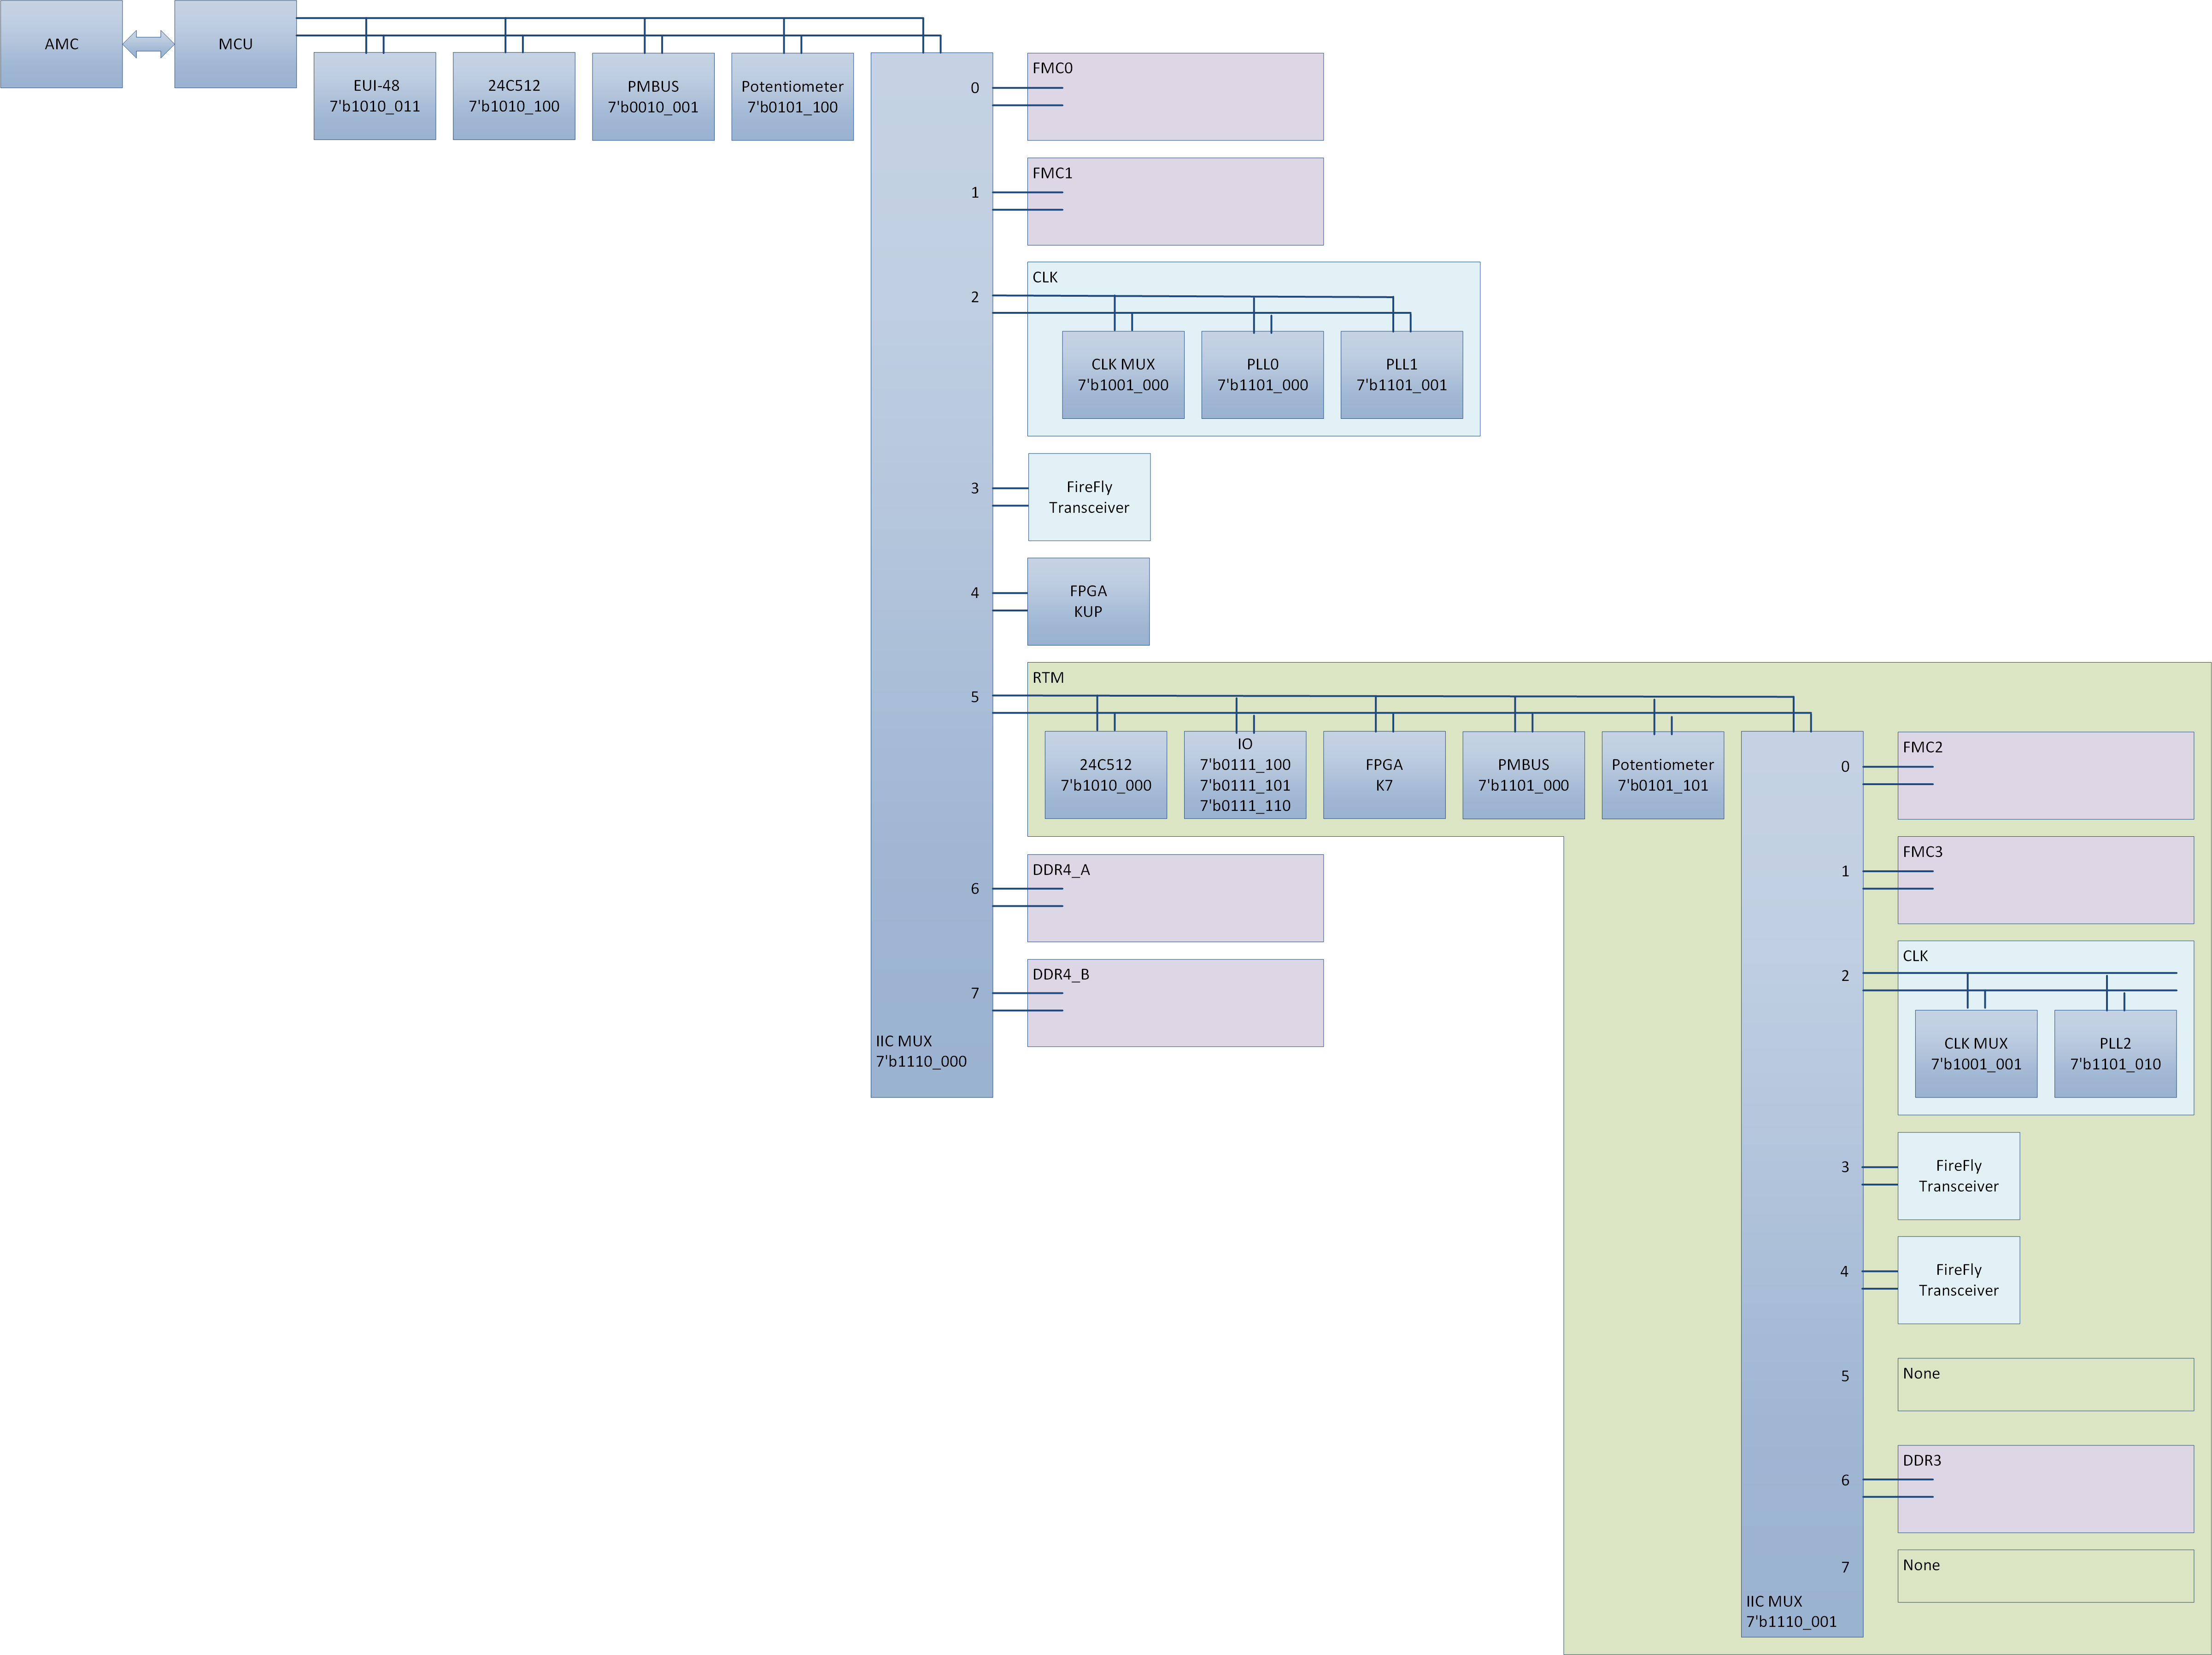 AMC
MCU
EUI-48
7'b1010_011
24C512
7'b1010_100
PMBUS
7'b0010_001
Potentiometer
7'b0101_100
0
FMC0
1
FMC1
2
CLK
CLK MUX
7'b1001_000
PLL0
7'b1101_000
PLL1
7'b1101_001
3
FireFly
Transceiver
4
FPGA
KUP
5
RTM
24C512
7'b1010_000
IO
7'b0111_100
7'b0111_101
7'b0111_110
FPGA
K7
PMBUS
7'b1101_000
Potentiometer
7'b0101_101
6
DDR4_A
7
DDR4_B
IIC MUX
7'b1110_000
0
FMC2
1
FMC3
2
CLK
CLK MUX
7'b1001_001
PLL2
7'b1101_010
3
FireFly
Transceiver
4
FireFly
Transceiver
5
None
6
DDR3
7
None
IIC MUX
7'b1110_001